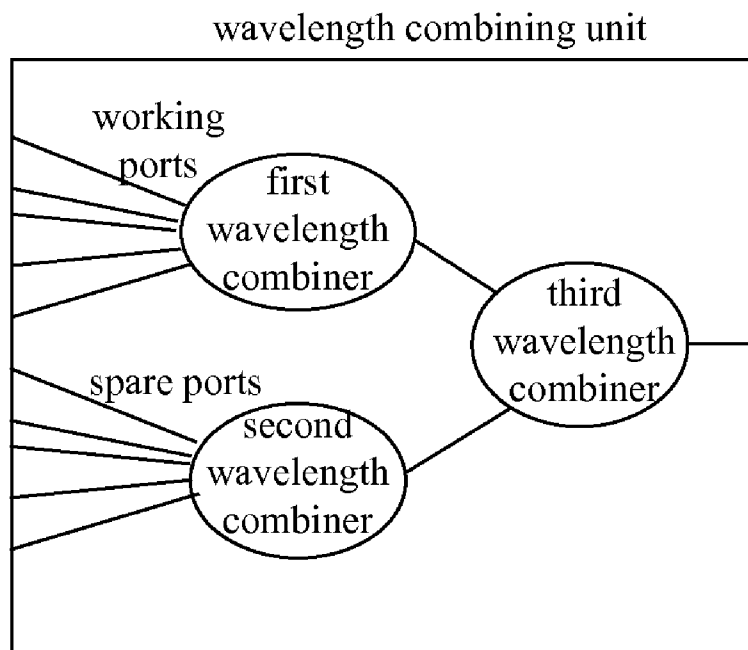 wavelength combining unit
working
ports
first
wavelength
combiner
third
wavelength
combiner
spare ports
second
wavelength
combiner